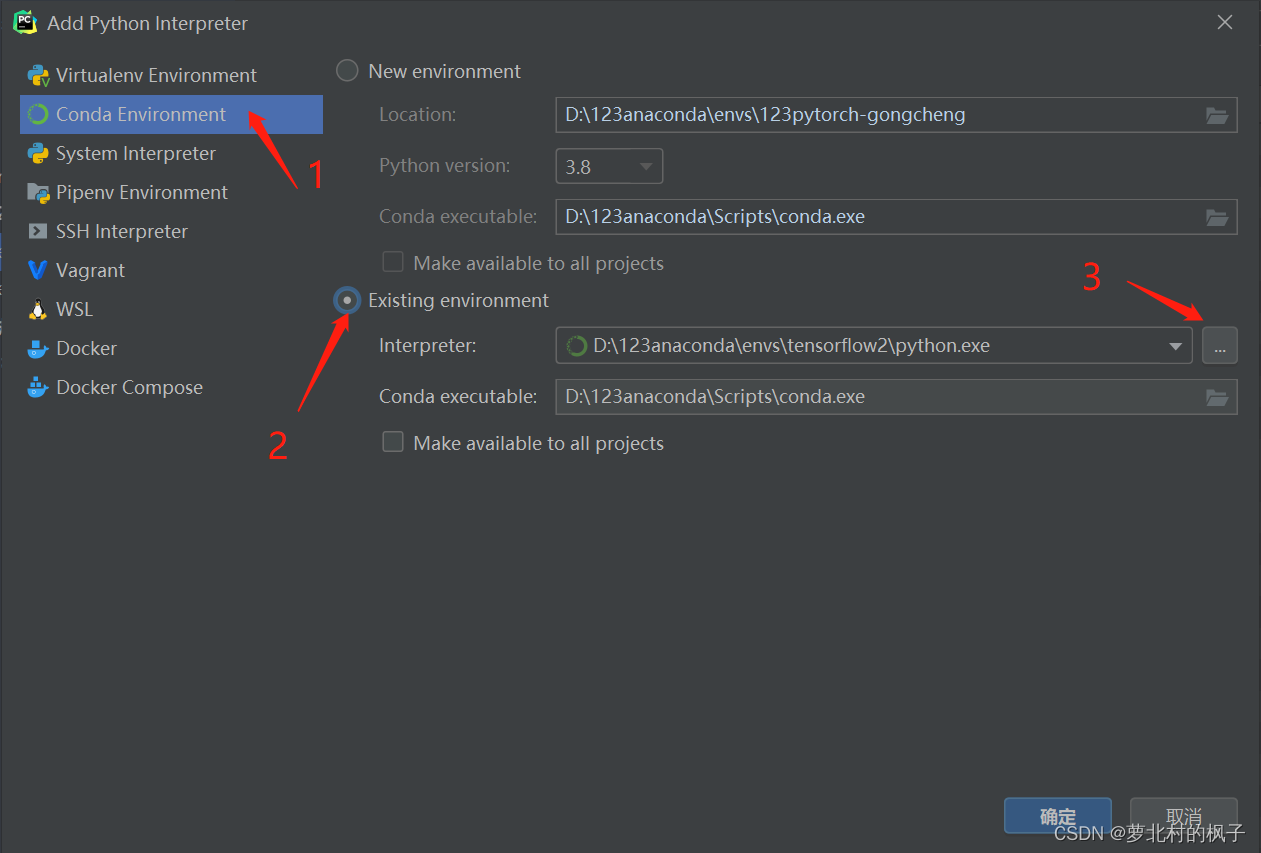 PC
Add Python Interpreter
Virtualenv Environment
Conda Environment
System Interpreter
Pipenv Environment
SSH Interpreter
Vagrant
WSL
Docker
Docker Compose
1
New environment
Location: D:\123anaconda\envs\123pytorch-gongcheng
Python version: 3.8
Conda executable: D:\123anaconda\Scripts\conda.exe
Make available to all projects
3
Existing environment
Interpreter: D:\123anaconda\envs\tensorflow2\python.exe ...
Conda executable: D:\123anaconda\Scripts\conda.exe
2
Make available to all projects
确定 取消
CSDN @萝北村的枫子